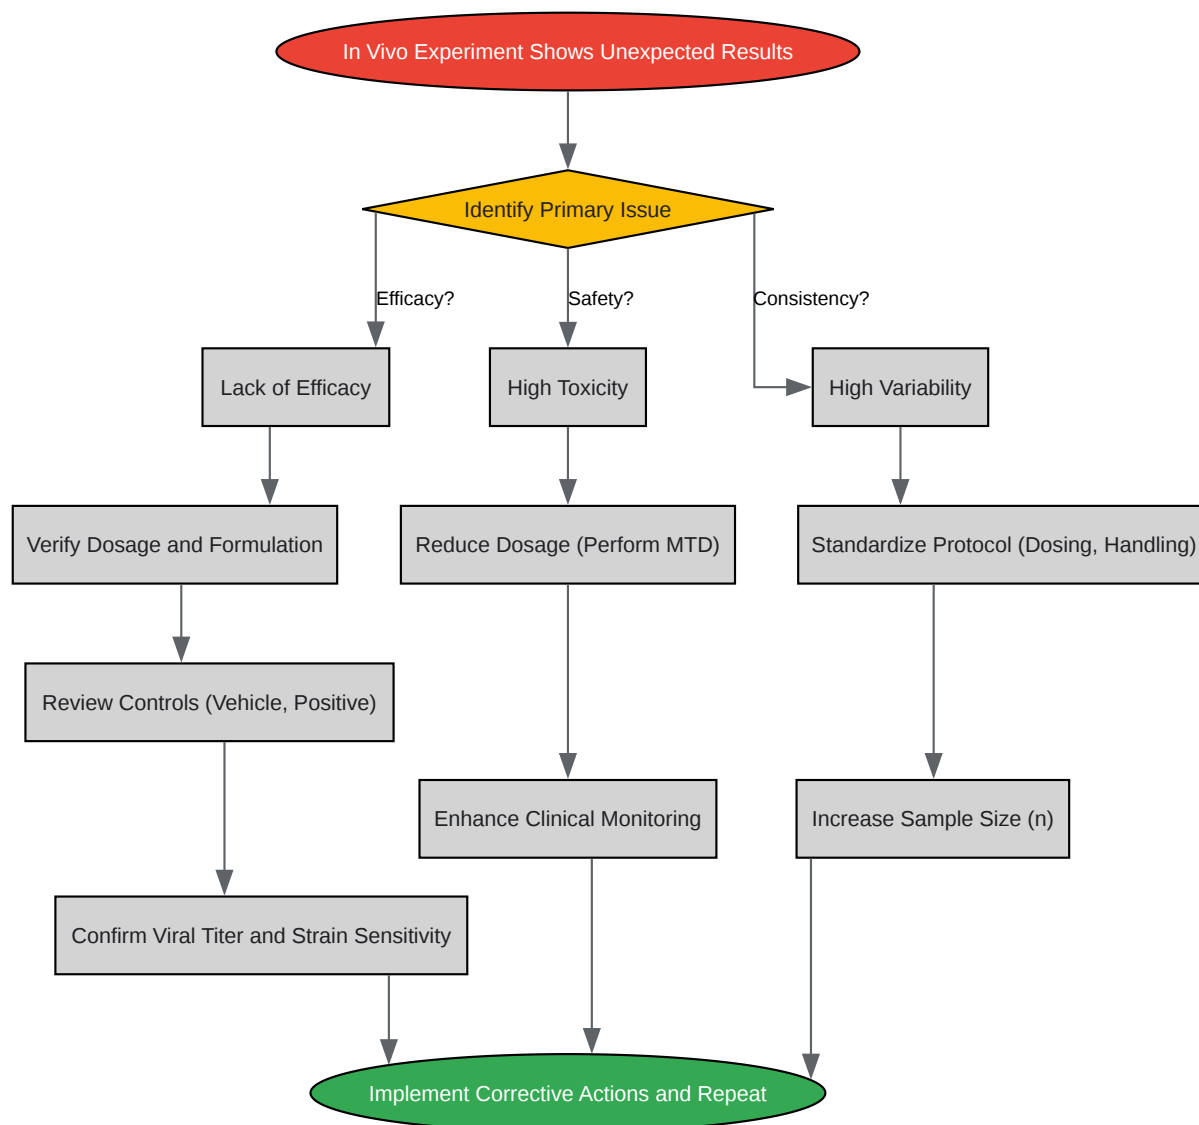 In Vivo Experiment Shows Unexpected Results
Identify Primary Issue
Efficacy?
Safety?
Consistency?
Lack of Efficacy
High Toxicity
High Variability
Verify Dosage and Formulation
Reduce Dosage (Perform MTD)
Standardize Protocol (Dosing, Handling)
Review Controls (Vehicle, Positive)
Enhance Clinical Monitoring
Increase Sample Size (n)
Confirm Viral Titer and Strain Sensitivity
Implement Corrective Actions and Repeat